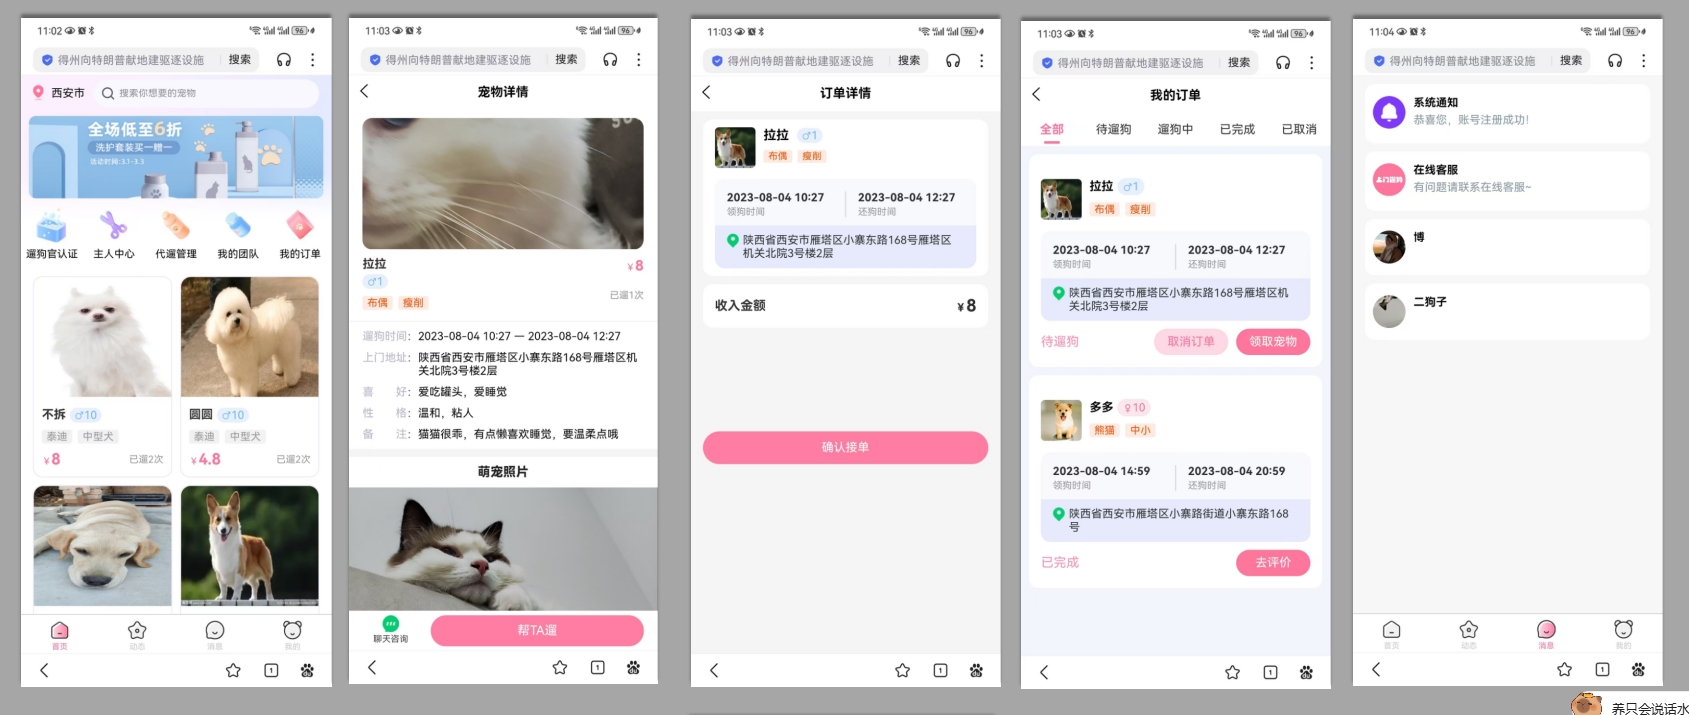 11:02
96
得州向特朗普献地建驱逐设施
搜索
西安市
搜索你想要的宠物
全场低至6折
洗护套装买一赠一
活动时间:3.1-3.3
遛狗官认证
主人中心
代遛管理
我的团队
我的订单
不拆 ♂10
泰迪 中型犬
¥8 已遛2次
圆圆 ♂10
泰迪 中型犬
¥4.8 已遛2次
首页
动态
消息
我的
1
11:03
96
得州向特朗普献地建驱逐设施
搜索
宠物详情
拉拉
¥8
♂1
布偶 瘦削
已遛1次
遛狗时间: 2023-08-04 10:27 — 2023-08-04 12:27
上门地址: 陕西省西安市雁塔区小寨东路168号雁塔区机
关北院3号楼2层
喜 好: 爱吃罐头，爱睡觉
性 格: 温和，粘人
备 注: 猫猫很乖，有点懒喜欢睡觉，要温柔点哦
萌宠照片
聊天咨询
帮TA遛
1
11:03
96
得州向特朗普献地建驱逐设施
搜索
订单详情
拉拉 ♂1
布偶 瘦削
2023-08-04 10:27 2023-08-04 12:27
领狗时间 还狗时间
陕西省西安市雁塔区小寨东路168号雁塔区
机关北院3号楼2层
收入金额 ¥8
确认接单
1
11:03
96
得州向特朗普献地建驱逐设施
搜索
我的订单
全部 待遛狗 遛狗中 已完成 已取消
拉拉 ♂1
布偶 瘦削
2023-08-04 10:27 2023-08-04 12:27
领狗时间 还狗时间
陕西省西安市雁塔区小寨东路168号雁塔区机
关北院3号楼2层
待遛狗 取消订单 领取宠物
多多 ♀10
熊猫 中小
2023-08-04 14:59 2023-08-04 20:59
领狗时间 还狗时间
陕西省西安市雁塔区小寨路街道小寨东路168
号
已完成 去评价
1
11:04
96
得州向特朗普献地建驱逐设施
搜索
系统通知
恭喜您，账号注册成功!
上门遛狗
在线客服
有问题请联系在线客服~
博
二狗子
首页
动态
消息
我的
1
养只会说话水